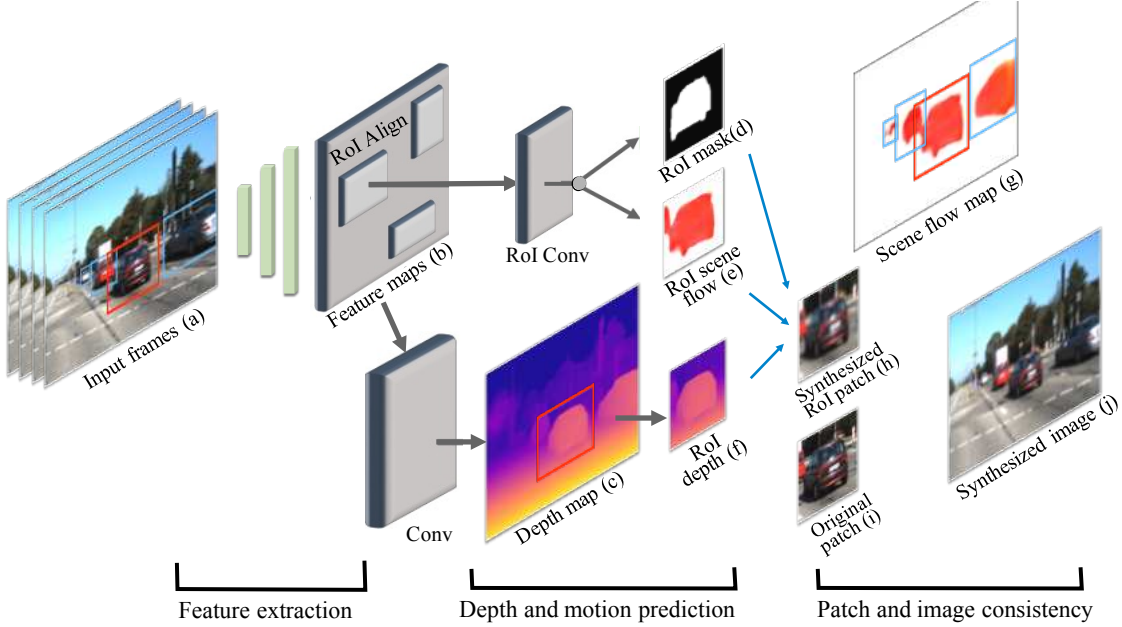 Input frames (a)
RoI Align
Feature maps (b)
RoI Conv
Conv
RoI mask(d)
RoI scene
flow (e)
Depth map (c)
RoI
depth (f)
Scene flow map (g)
Synthesized
RoI patch (h)
Original
patch (i)
Synthesized image (j)
Feature extraction
Depth and motion prediction
Patch and image consistency